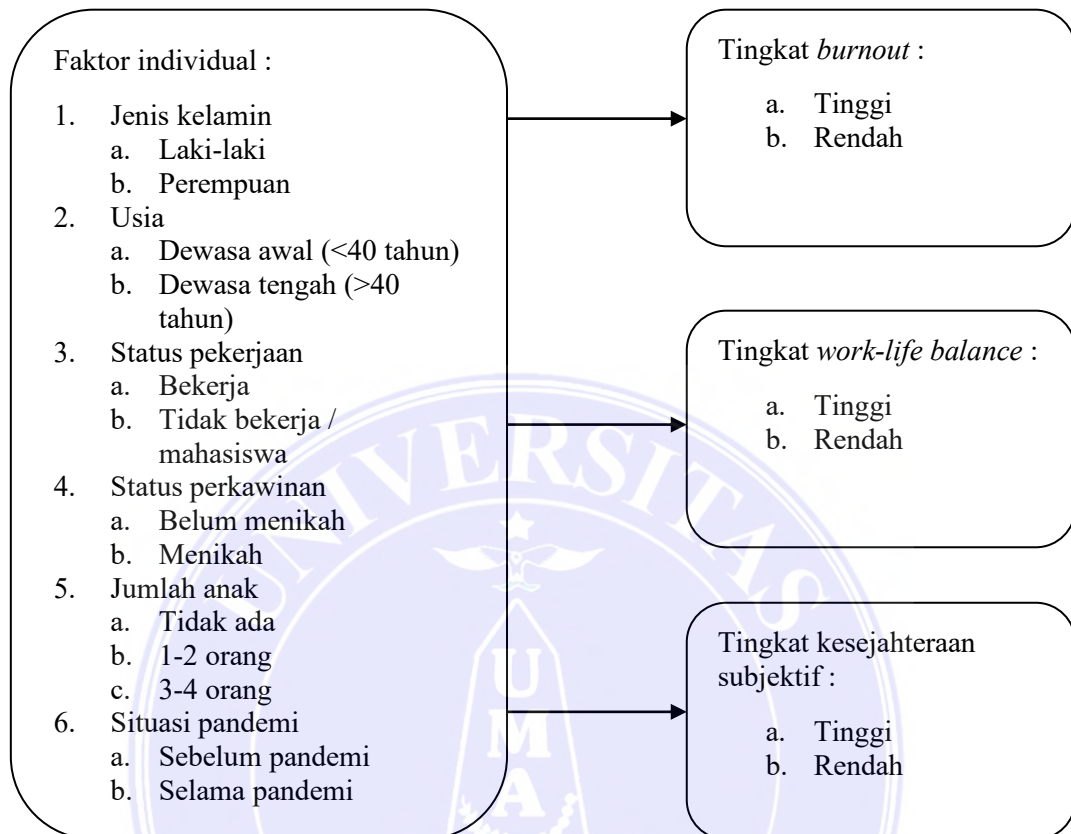 Faktor individual :
1. Jenis kelamin
a. Laki-laki
b. Perempuan
2. Usia
a. Dewasa awal (<40 tahun)
b. Dewasa tengah (>40
tahun)
3. Status pekerjaan
a. Bekerja
b. Tidak bekerja /
mahasiswa
4. Status perkawinan
a. Belum menikah
b. Menikah
5. Jumlah anak
a. Tidak ada
b. 1-2 orang
c. 3-4 orang
6. Situasi pandemi
a. Sebelum pandemi
b. Selama pandemi
Tingkat burnout :
a. Tinggi
b. Rendah
Tingkat work-life balance :
a. Tinggi
b. Rendah
Tingkat kesejahteraan
subjektif :
a. Tinggi
b. Rendah
UNIVERSITAS
UMA